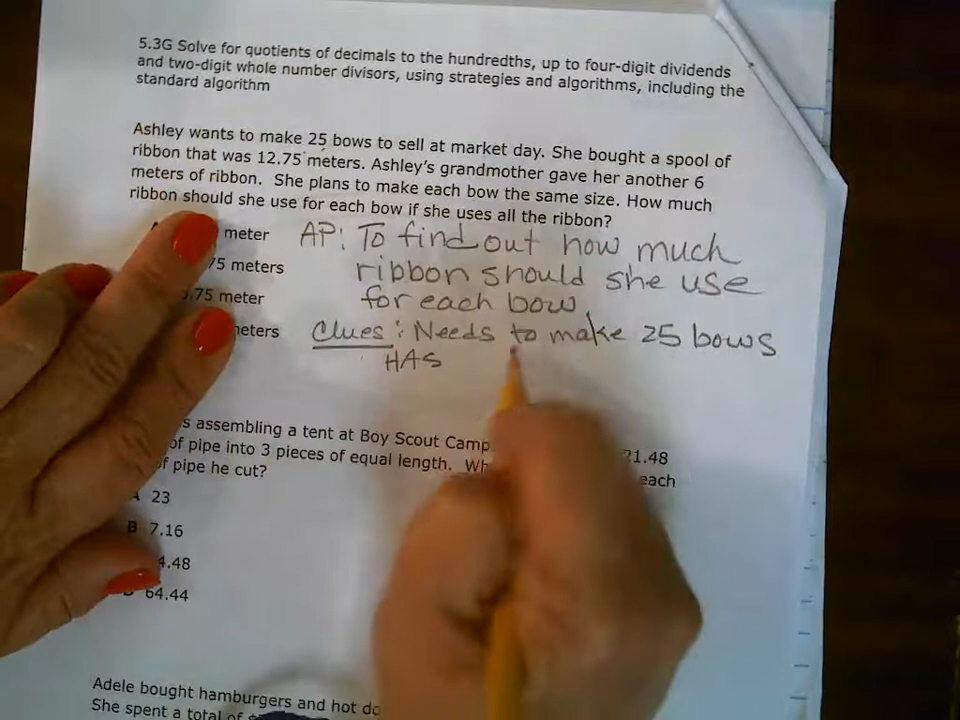 5.3G Solve for quotients of decimals to the hundredths, up to four-digit dividends
and two-digit whole number divisors, using strategies and algorithms, including the
standard algorithm
Ashley wants to make 25 bows to sell at market day. She bought a spool of
ribbon that was 12.75 meters. Ashley's grandmother gave her another 6
meters of ribbon. She plans to make each bow the same size. How much
ribbon should she use for each bow if she uses all the ribbon?
meter
75 meters
.75 meter
meters
AP: To find out how much
ribbon should she use
for each bow,
Clues: Needs to make 25 bows
HAS
s assembling a tent at Boy Scout Camp. 21.48
of pipe into 3 pieces of equal length. each
of pipe he cut?
A 23
B 7.16
4.48
D 64.44
Adele bought hamburgers and hot
She spent a total of